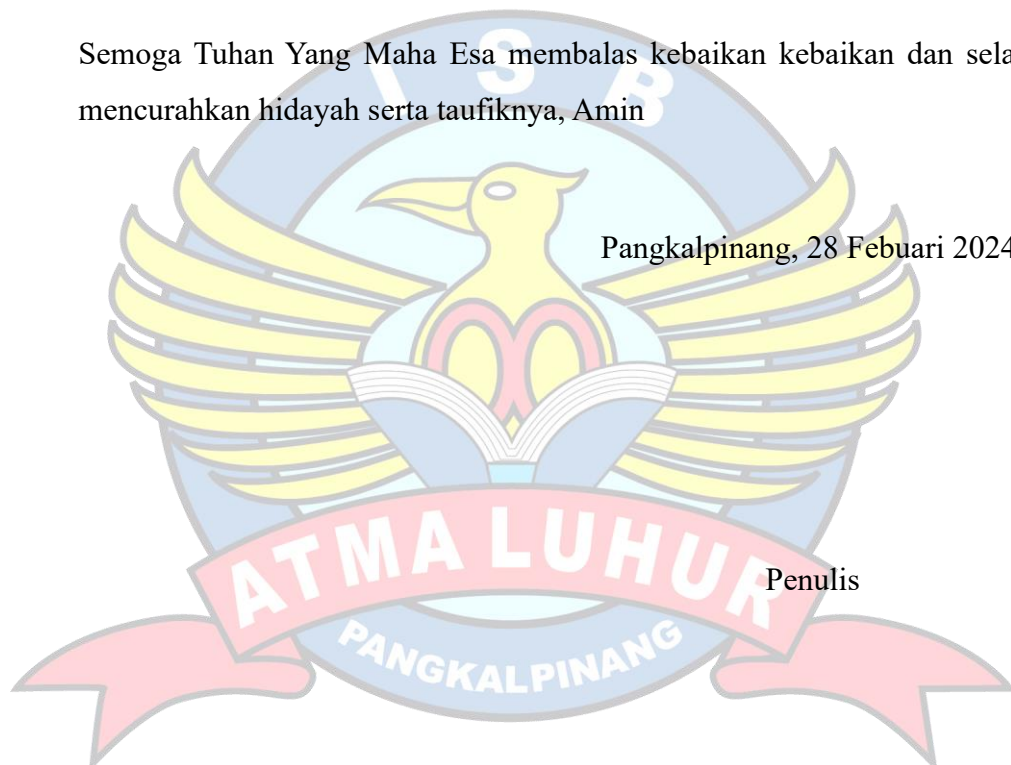 Semoga Tuhan Yang Maha Esa membalas kebaikan kebaikan dan sela
mencurahkan hidayah serta taufiknya, Amin
Pangkalpinang, 28 Febuari 2024
Penulis
I S B
ATMA LUHUR
PANGKALPINANG